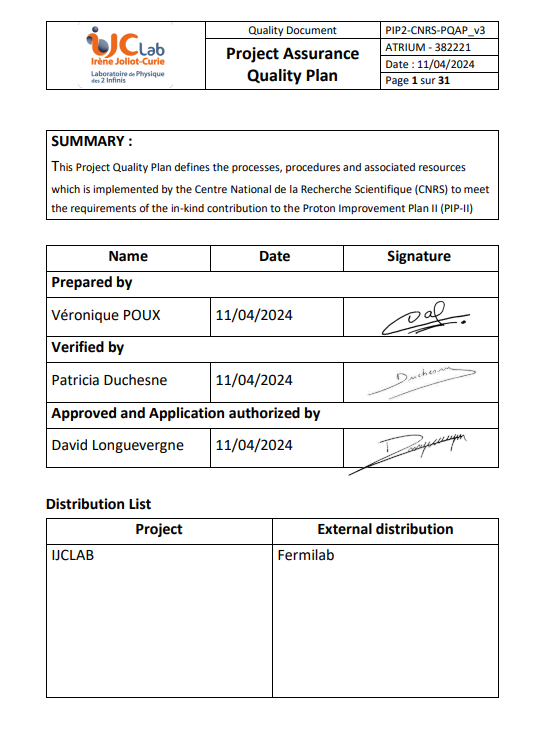 IJCLab
Irène Joliot-Curie
Laboratoire de Physique
des 2 Infinis
Quality Document
Project Assurance
Quality Plan
PIP2-CNRS-PQAP_v3
ATRIUM - 382221
Date : 11/04/2024
Page 1 sur 31
SUMMARY :
This Project Quality Plan defines the processes, procedures and associated resources
which is implemented by the Centre National de la Recherche Scientifique (CNRS) to meet
the requirements of the in-kind contribution to the Proton Improvement Plan II (PIP-II)
Name Date Signature
Prepared by
Véronique POUX 11/04/2024
Verified by
Patricia Duchesne 11/04/2024 Duchesne
Approved and Application authorized by
David Longuevergne 11/04/2024
Distribution List
Project External distribution
IJCLAB Fermilab